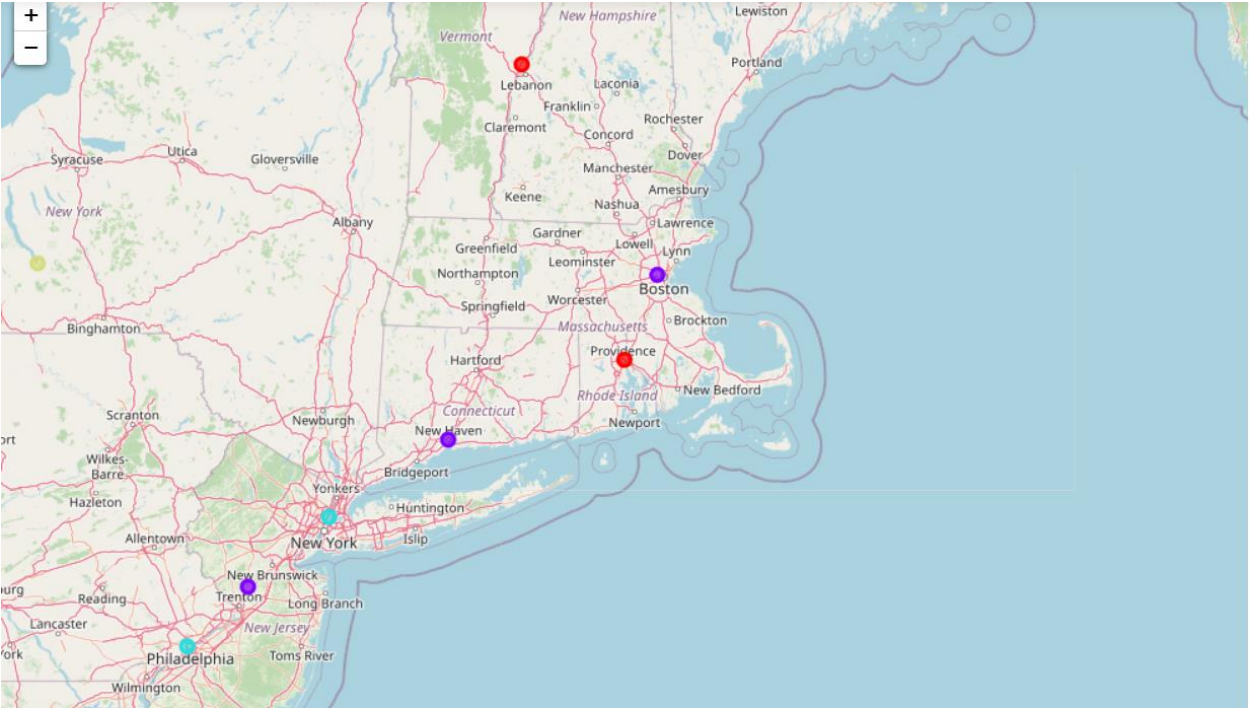 +
−
New Hampshire
Lewiston
Vermont
Portland
Lebanon
Laconia
Franklin
Claremont
Rochester
Concord
Dover
Syracuse
Utica
Gloversville
Manchester
Keene
Amesbury
Nashua
New York
Albany
Lawrence
Gardner
Lowell
Greenfield
Lynn
Leominster
Northampton
Boston
Worcester
Springfield
Binghamton
Massachusetts
Brockton
Providence
Hartford
New Bedford
Rhode Island
Scranton
Newburgh
Connecticut
Newport
New Haven
ort
Wilkes-
Barre
Bridgeport
Yonkers
Hazleton
Huntington
Allentown
New York
Islip
New Brunswick
urg
Reading
Trenton
Long Branch
Lancaster
New Jersey
York
Philadelphia
Toms River
Wilmington